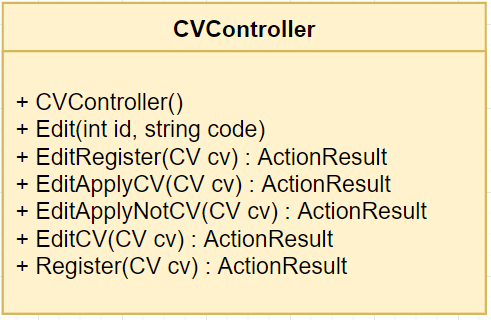 CVController
+ CVController()
+ Edit(int id, string code)
+ EditRegister(CV cv) : ActionResult
+ EditApplyCV(CV cv) : ActionResult
+ EditApplyNotCV(CV cv) : ActionResult
+ EditCV(CV cv) : ActionResult
+ Register(CV cv) : ActionResult